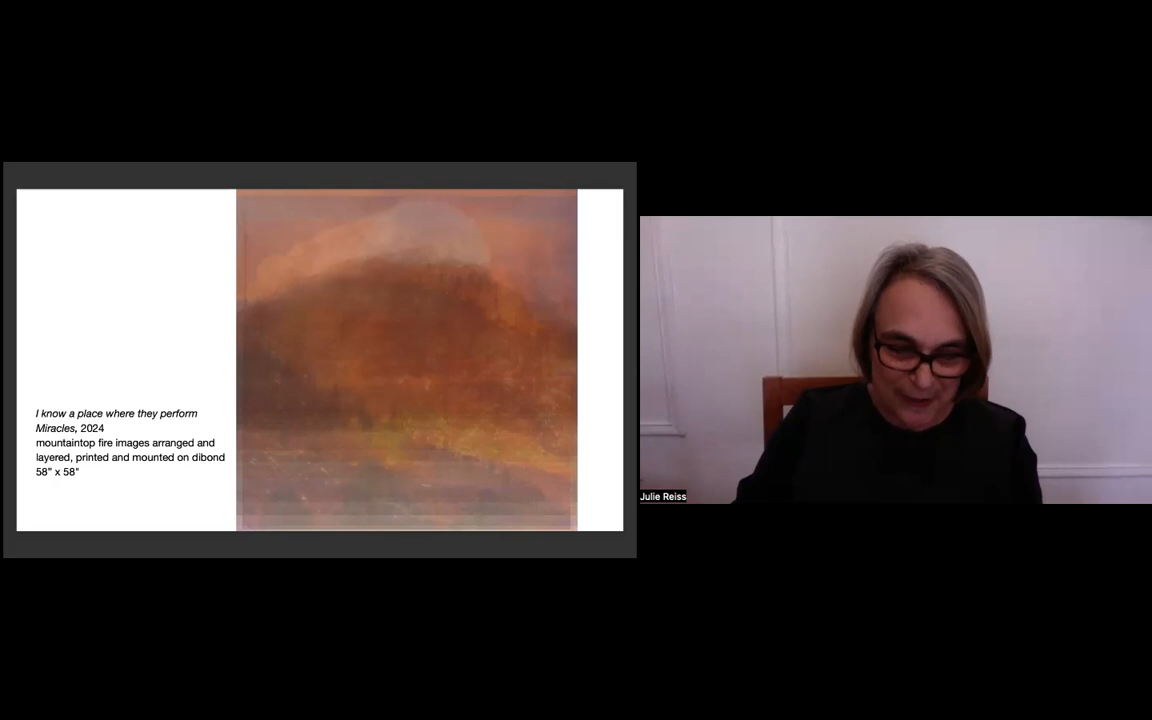 I know a place where they perform
Miracles, 2024
mountaintop fire images arranged and
layered, printed and mounted on dibond
58” x 58"
Julie Reiss